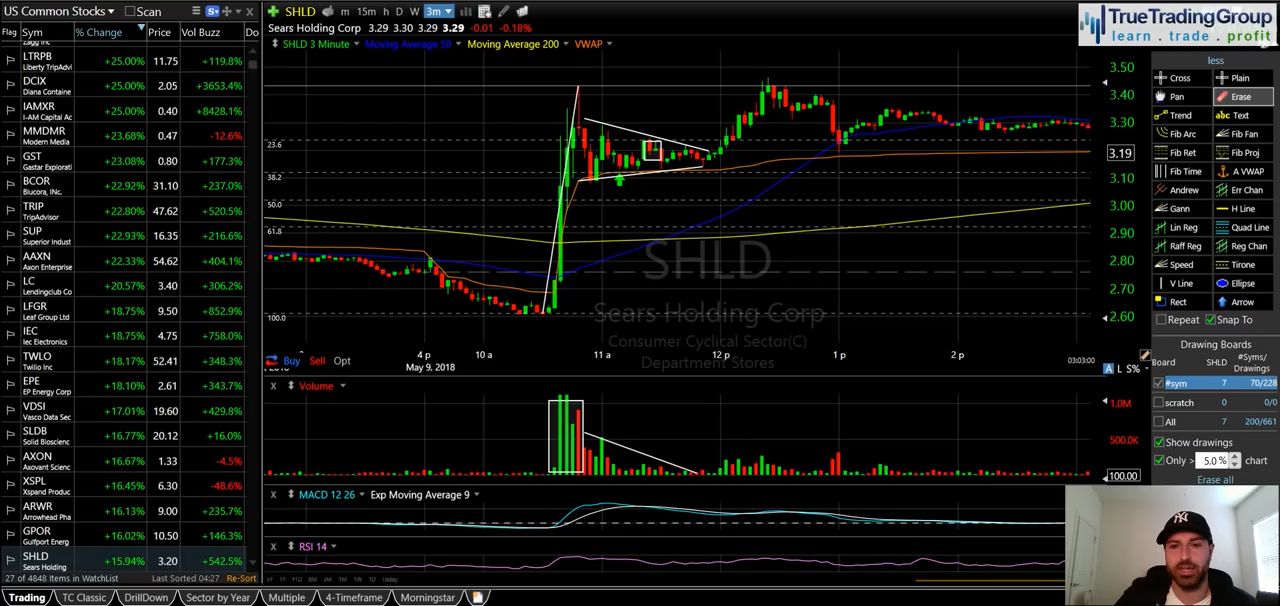 US Common Stocks
Scan
Flag Sym % Change Price Vol Buzz Do
Zagg Inc
LTRPB +25.00% 11.75 +119.8%
Liberty TripAdvi
DCIX +25.00% 2.05 +3653.4%
Diana Containe
IAMXR +25.00% 0.40 +8428.1%
I-AM Capital Ac
MMDMR +23.68% 0.47 -12.6%
Modern Media
GST +23.08% 0.80 +177.3%
Gastar Explorati
BCOR +22.92% 31.10 +237.0%
Blucora, INC.
TRIP +22.80% 47.62 +520.5%
TripAdvisor
SUP +22.93% 16.35 +216.6%
Superior Indust
AAXN +22.33% 54.62 +404.1%
Axon Enterprise
LC +20.57% 3.40 +306.2%
Lendingclub Co
LFGR +18.75% 9.50 +852.9%
Leaf Group Ltd
IEC +18.75% 4.75 +758.0%
Iec Electronics
TWLO +18.17% 52.41 +348.3%
Twilio Inc
EPE +18.10% 2.61 +343.7%
EP Energy Corp
VDSI +17.01% 19.60 +429.8%
Vasco Data Sec
SLDB +16.77% 20.12 +16.0%
Solid Bioscienc
AXON +16.67% 1.33 -4.5%
Axovant Scienc
XSPL +16.45% 6.30 -48.6%
Xspand Produc
ARWR +16.13% 9.00 +235.7%
Arrowhead Pha
GPOR +16.02% 10.50 +146.3%
Gulfport Energ
SHLD +15.94% 3.20 +542.5%
Sears Holding
27 of 4848 Items in WatchList Last Sorted 04:27 Re-Sort
Trading TC Classic DrillDown Sector by Year Multiple 4-Timeframe Morningstar
SHLD m 15m h D W 3m
Sears Holding Corp 3.29 3.30 3.29 3.29 -0.01 -0.18%
SHLD 3 Minute Moving Average 50 Moving Average 200 VWAP
23.6
38.2
50.0
61.8
100.0
SHLD
Sears Holding Corp
Consumer Cyclical Sector(C)
Department Stores
3.50
3.40
3.30
3.19
3.10
3.00
2.90
2.80
2.70
2.60
4 p 10 a 11 a 12 p 1 p 2 p 03:03:00
Buy Sell Opt
2018 May 9, 2018
A L S%
X Volume
1.0M
500.0K
100.00
X MACD 12 26 Exp Moving Average 9
X RSI 14
TrueTradingGroup
learn . trade . profit
less
Cross Plain
Pan Erase
Trend abc Text
Fib Arc Fib Fan
Fib Ret Fib Proj
Fib Time A VWAP
Andrew Err Chan
Gann H Line
Lin Reg Quad Line
Raff Reg Reg Chan
Speed Tirone
V Line Ellipse
Rect Arrow
Repeat Snap To
Drawing Boards
Board SHLD #Syms/
Drawings
#sym 7 70/228
scratch 0 0/0
All 7 200/661
Show drawings
Only > 5.0 % chart
Erase all